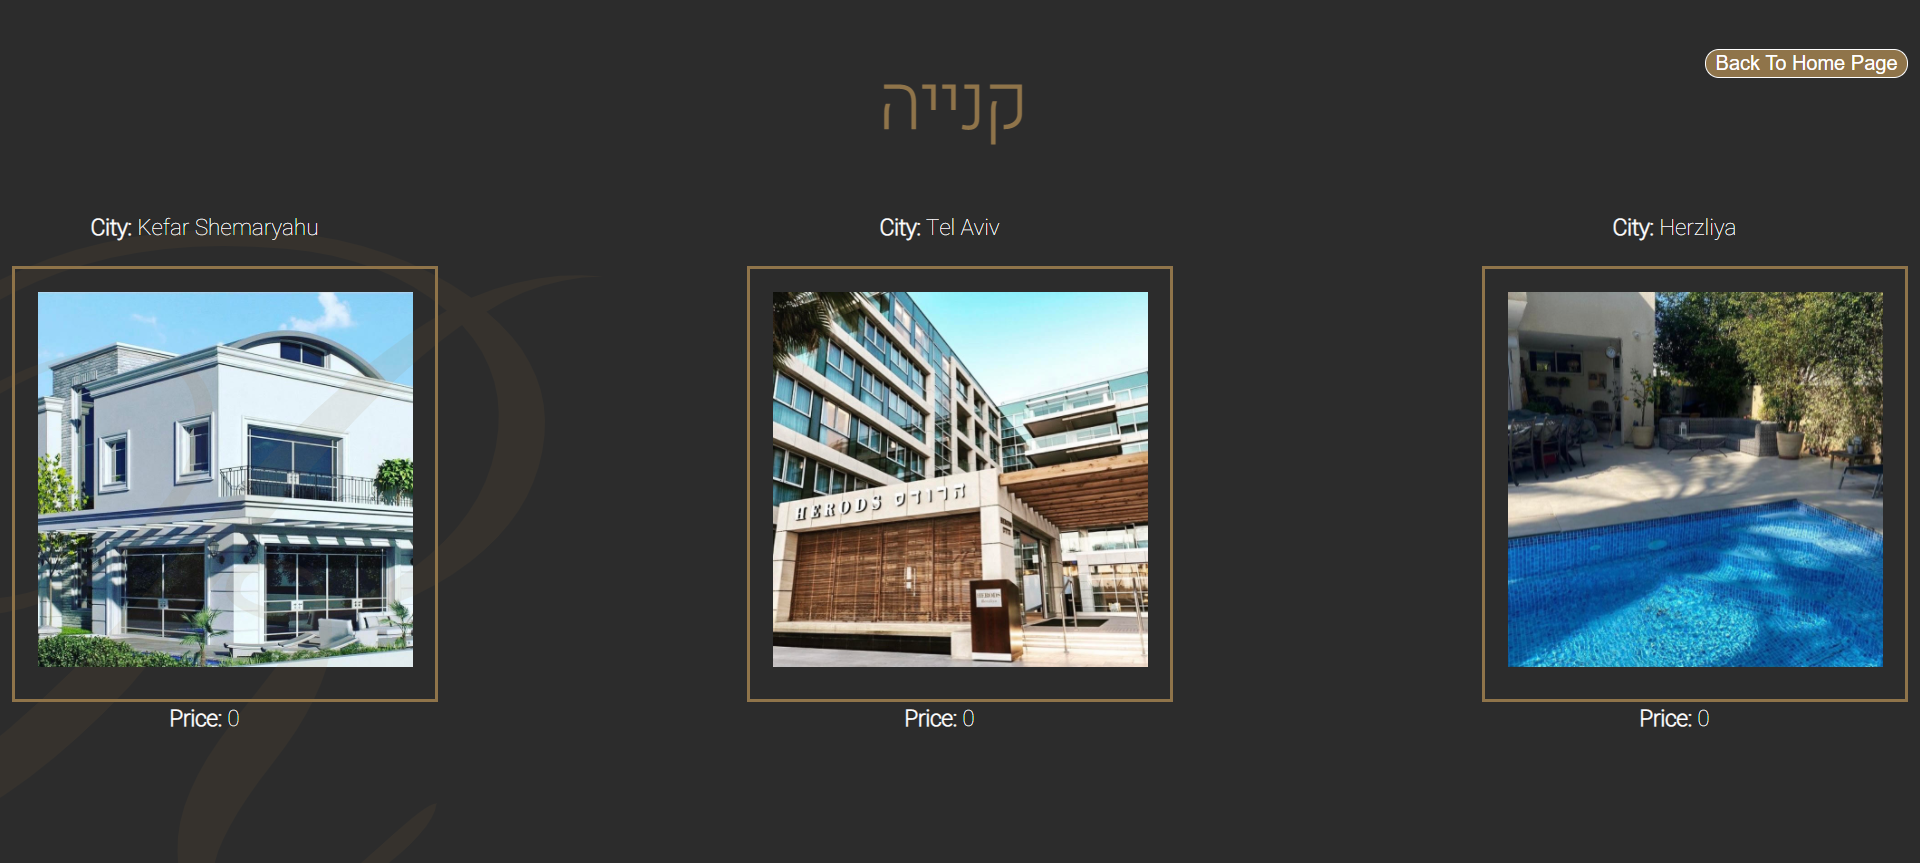 Back To Home Page
קנייה
City: Kefar Shemaryahu
City: Tel Aviv
City: Herzliya
HERODS הרודס
HERODS
Price: 0
Price: 0
Price: 0